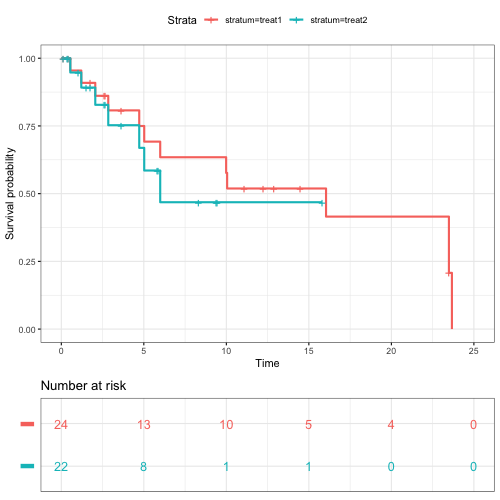 Strata stratum=treat1 stratum=treat2
Survival probability
1.00
0.75
0.50
0.25
0.00
0 5 10 15 20 25
Time
Number at risk
24 13 10 5 4 0
22 8 1 1 0 0